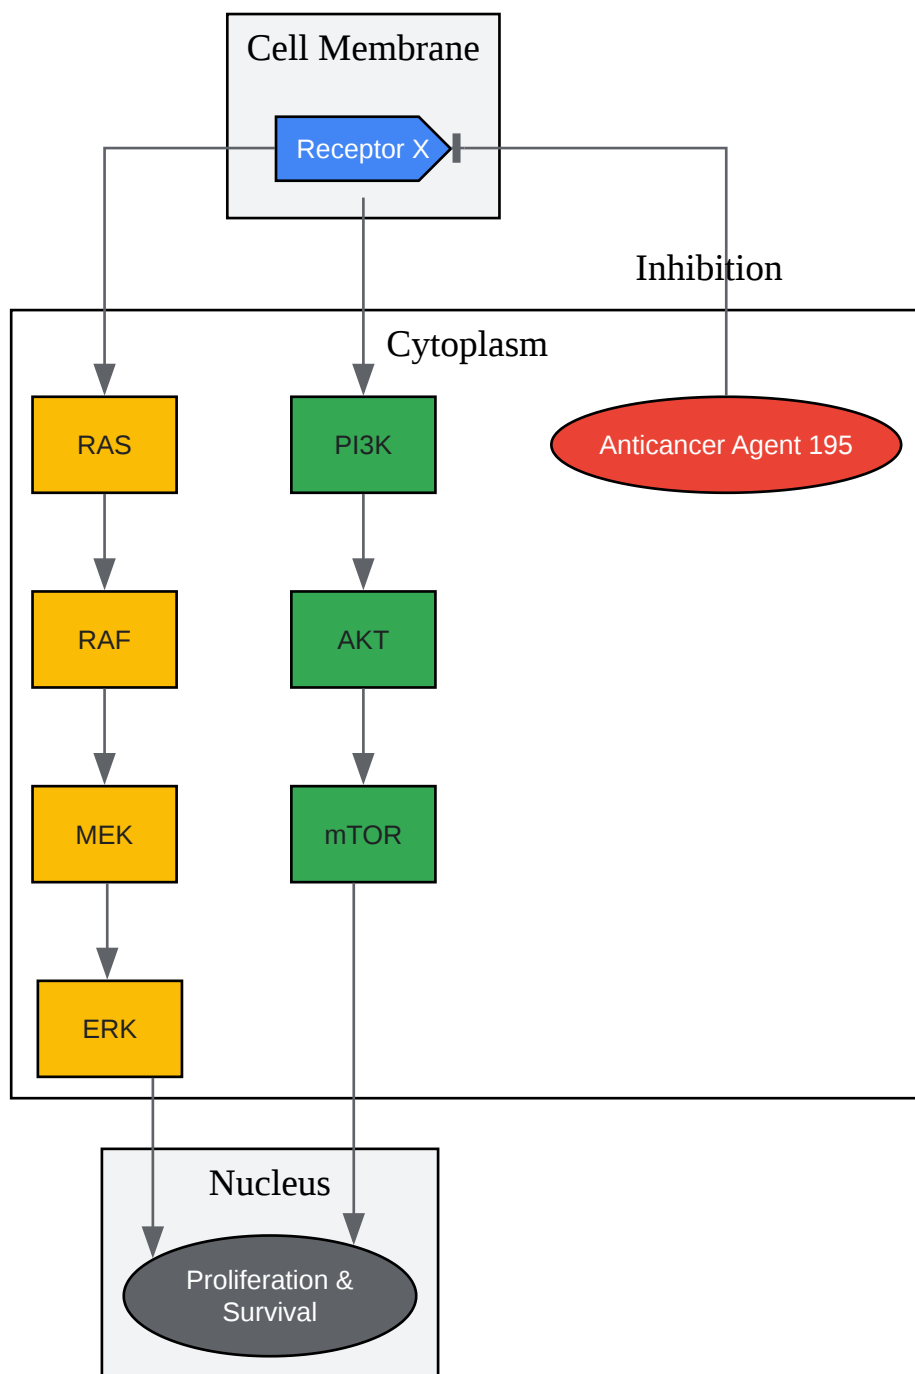 Cell Membrane
Receptor X
Inhibition
Cytoplasm
RAS
PI3K
Anticancer Agent 195
RAF
AKT
MEK
mTOR
ERK
Nucleus
Proliferation &
Survival